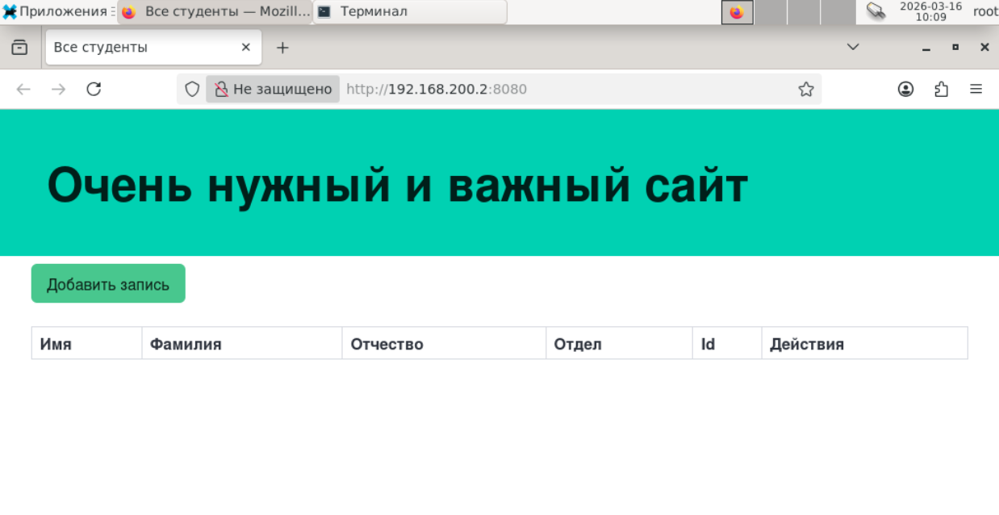 Приложения Все студенты — Mozill... Терминал 2026-03-16 root
10:09
Все студенты
Не защищено http://192.168.200.2:8080
Очень нужный и важный сайт
Добавить запись
Имя Фамилия Отчество Отдел Id Действия